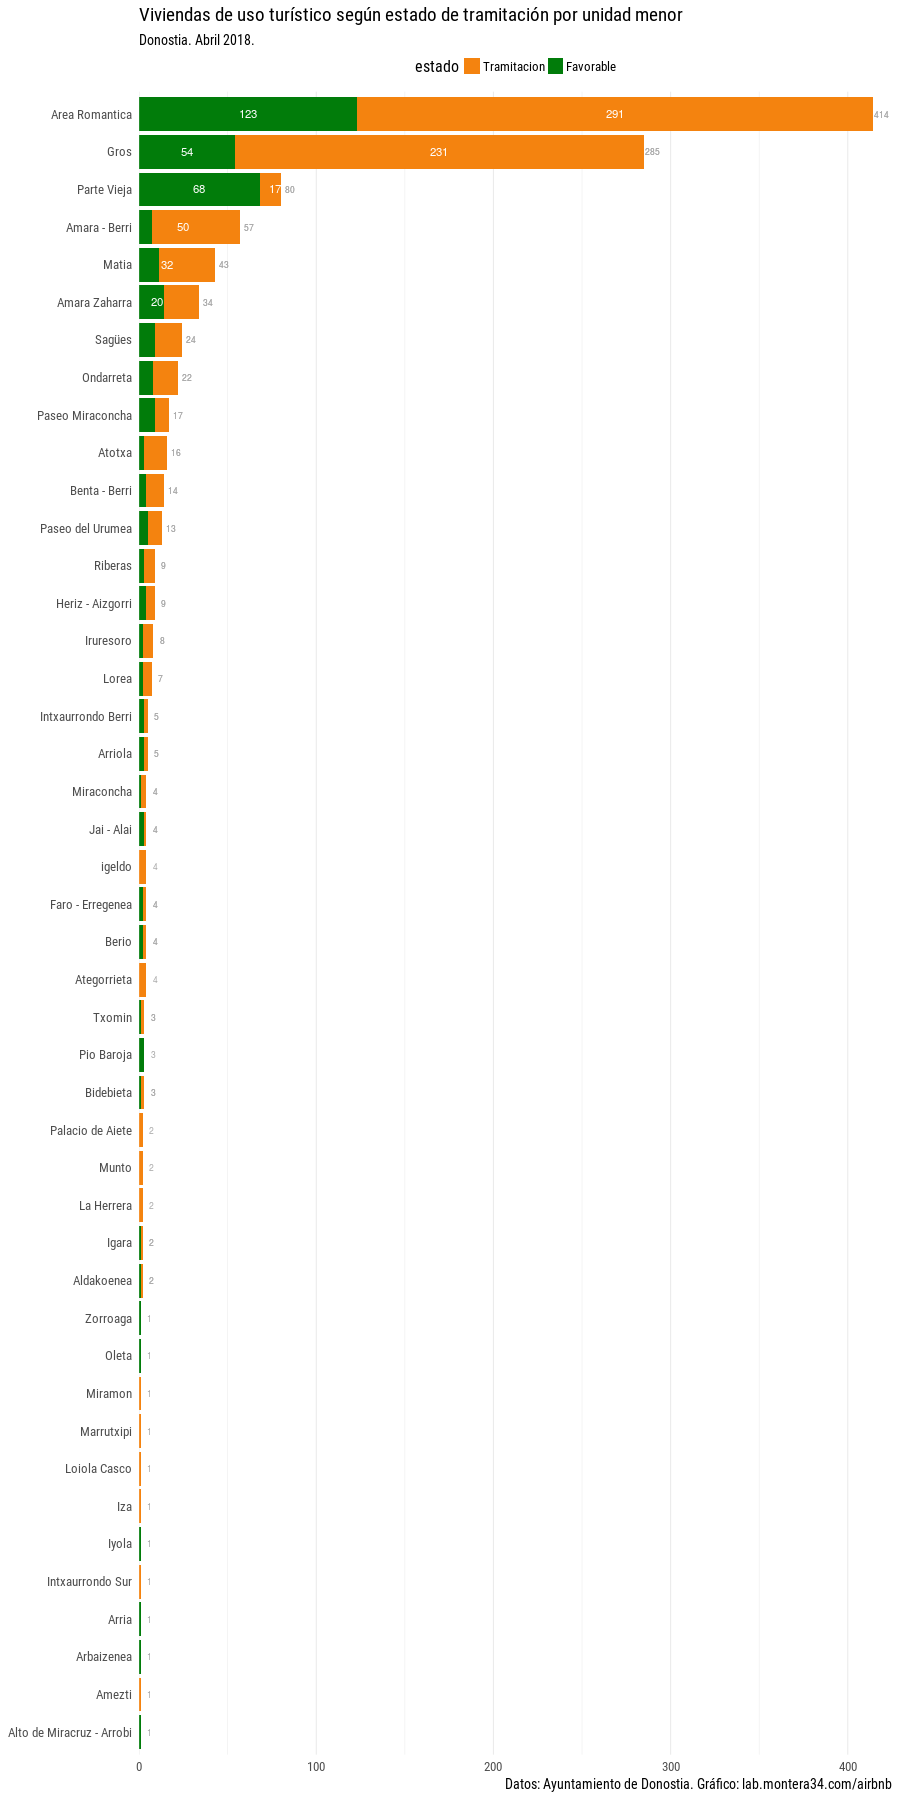 Viviendas de uso turístico según estado de tramitación por unidad menor
Donostia. Abril 2018.
estado Tramitacion Favorable
Area Romantica 123 291 414
Gros 54 231 285
Parte Vieja 68 17 80
Amara - Berri 50 57
Matia 32 43
Amara Zaharra 20 34
Sagües 24
Ondarreta 22
Paseo Miraconcha 17
Atotxa 16
Benta - Berri 14
Paseo del Urumea 13
Riberas 9
Heriz - Aizgorri 9
Iruresoro 8
Lorea 7
Intxaurrondo Berri 5
Arriola 5
Miraconcha 4
Jai - Alai 4
igeldo 4
Faro - Erregenea 4
Berio 4
Ategorrieta 4
Txomin 3
Pio Baroja 3
Bidebieta 3
Palacio de Aiete 2
Munto 2
La Herrera 2
Igara 2
Aldakoenea 2
Zorroaga 1
Oleta 1
Miramon 1
Marrutxipi 1
Loiola Casco 1
Iza 1
Iyola 1
Intxaurrondo Sur 1
Arria 1
Arbaizenea 1
Amezti 1
Alto de Miracruz - Arrobi 1
0 100 200 300 400
Datos: Ayuntamiento de Donostia. Gráfico: lab.montera34.com/airbnb